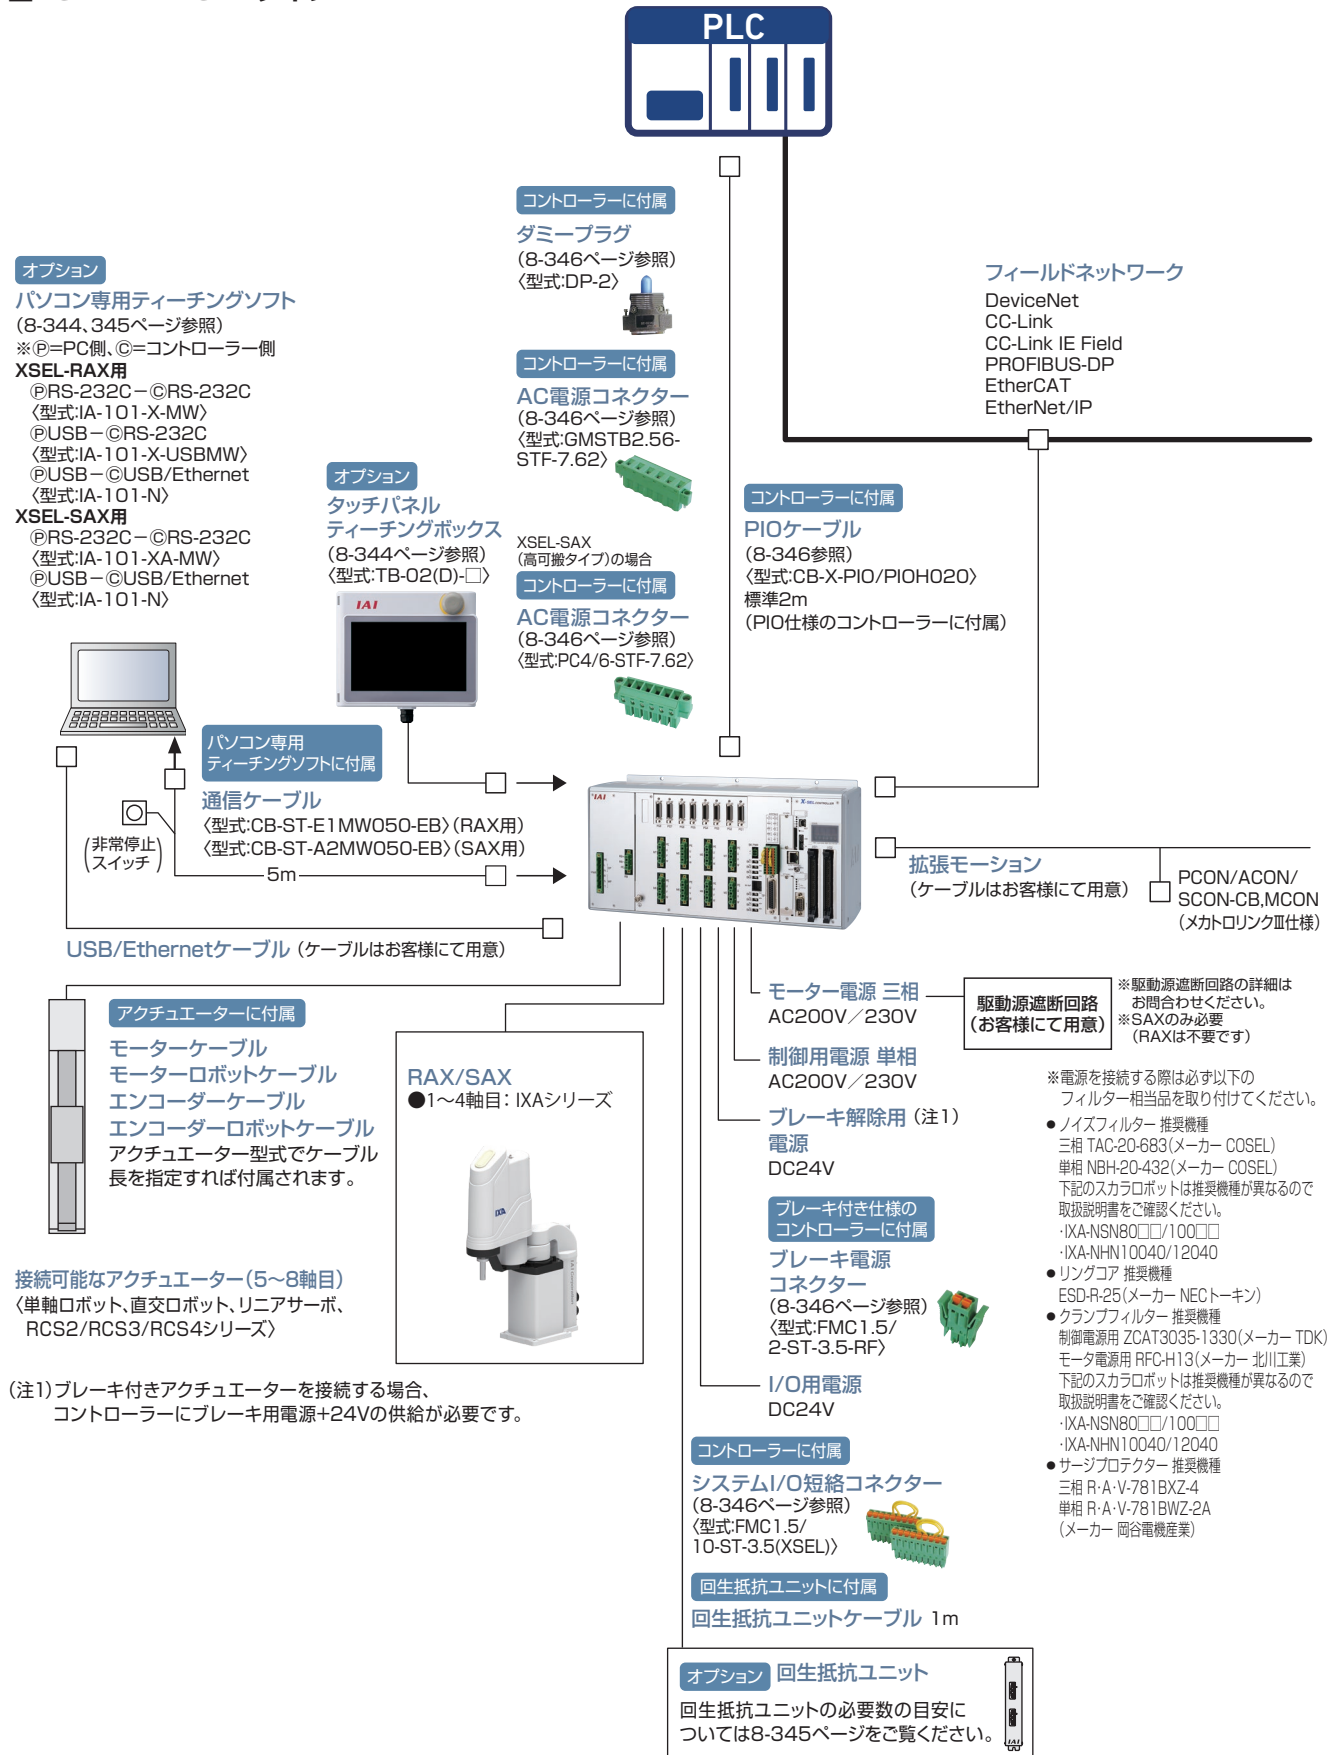 PLC
コントローラーに付属
ダミープラグ
(8-346ページ参照)
〈型式:DP-2〉
オプション
パソコン専用ティーチングソフト
(8-344、345ページ参照)
※Ⓟ=PC側、Ⓒ=コントローラー側
XSEL-RAX用
ⓅRS-232C－ⒸRS-232C
〈型式:IA-101-X-MW〉
ⓅUSB－ⒸRS-232C
〈型式:IA-101-X-USBMW〉
ⓅUSB－ⒸUSB/Ethernet
〈型式:IA-101-N〉
XSEL-SAX用
ⓅRS-232C－ⒸRS-232C
〈型式:IA-101-XA-MW〉
ⓅUSB－ⒸUSB/Ethernet
〈型式:IA-101-N〉
コントローラーに付属
AC電源コネクター
(8-346ページ参照)
〈型式:GMSTB2.56-
STF-7.62〉
フィールドネットワーク
DeviceNet
CC-Link
CC-Link IE Field
PROFIBUS-DP
EtherCAT
EtherNet/IP
オプション
タッチパネル
ティーチングボックス
(8-344ページ参照)
〈型式:TB-02(D)-□〉
IAI
XSEL-SAX
(高可搬タイプ)の場合
コントローラーに付属
AC電源コネクター
(8-346ページ参照)
〈型式:PC4/6-STF-7.62〉
コントローラーに付属
PIOケーブル
(8-346参照)
〈型式:CB-X-PIO/PIOH020〉
標準2m
(PIO仕様のコントローラーに付属)
パソコン専用
ティーチングソフトに付属
通信ケーブル
〈型式:CB-ST-E1MW050-EB〉(RAX用)
〈型式:CB-ST-A2MW050-EB〉(SAX用)
(非常停止
スイッチ)
5m
USB/Ethernetケーブル (ケーブルはお客様にて用意)
IAI
X-SEL CONTROLLER
拡張モーション
(ケーブルはお客様にて用意)
PCON/ACON/
SCON-CB,MCON
(メカトロリンクⅢ仕様)
アクチュエーターに付属
モーターケーブル
モーターロボットケーブル
エンコーダーケーブル
エンコーダーロボットケーブル
アクチュエーター型式でケーブル
長を指定すれば付属されます。
接続可能なアクチュエーター(5～8軸目)
〈単軸ロボット、直交ロボット、リニアサーボ、
RCS2/RCS3/RCS4シリーズ〉
RAX/SAX
●1～4軸目: IXAシリーズ
IXA
(注1)ブレーキ付きアクチュエーターを接続する場合、
コントローラーにブレーキ用電源+24Vの供給が必要です。
モーター電源 三相
AC200V／230V
駆動源遮断回路
(お客様にて用意)
※駆動源遮断回路の詳細は
お問合わせください。
※SAXのみ必要
(RAXは不要です)
制御用電源 単相
AC200V／230V
ブレーキ解除用 (注1)
電源
DC24V
ブレーキ付き仕様の
コントローラーに付属
ブレーキ電源
コネクター
(8-346ページ参照)
〈型式:FMC1.5/
2-ST-3.5-RF〉
I/O用電源
DC24V
コントローラーに付属
システムI/O短絡コネクター
(8-346ページ参照)
〈型式:FMC1.5/
10-ST-3.5(XSEL)〉
回生抵抗ユニットに付属
回生抵抗ユニットケーブル 1m
オプション 回生抵抗ユニット
回生抵抗ユニットの必要数の目安に
ついては8-345ページをご覧ください。
IAI
※電源を接続する際は必ず以下の
フィルター相当品を取り付けてください。
●ノイズフィルター 推奨機種
三相 TAC-20-683(メーカー COSEL)
単相 NBH-20-432(メーカー COSEL)
下記のスカラロボットは推奨機種が異なるので
取扱説明書をご確認ください。
・IXA-NSN80□□/100□□
・IXA-NHN10040/12040
●リングコア 推奨機種
ESD-R-25(メーカー NECトーキン)
●クランプフィルター 推奨機種
制御電源用 ZCAT3035-1330(メーカー TDK)
モータ電源用 RFC-H13(メーカー 北川工業)
下記のスカラロボットは推奨機種が異なるので
取扱説明書をご確認ください。
・IXA-NSN80□□/100□□
・IXA-NHN10040/12040
●サージプロテクター 推奨機種
三相 R・A・V-781BXZ-4
単相 R・A・V-781BWZ-2A
(メーカー 岡谷電機産業)